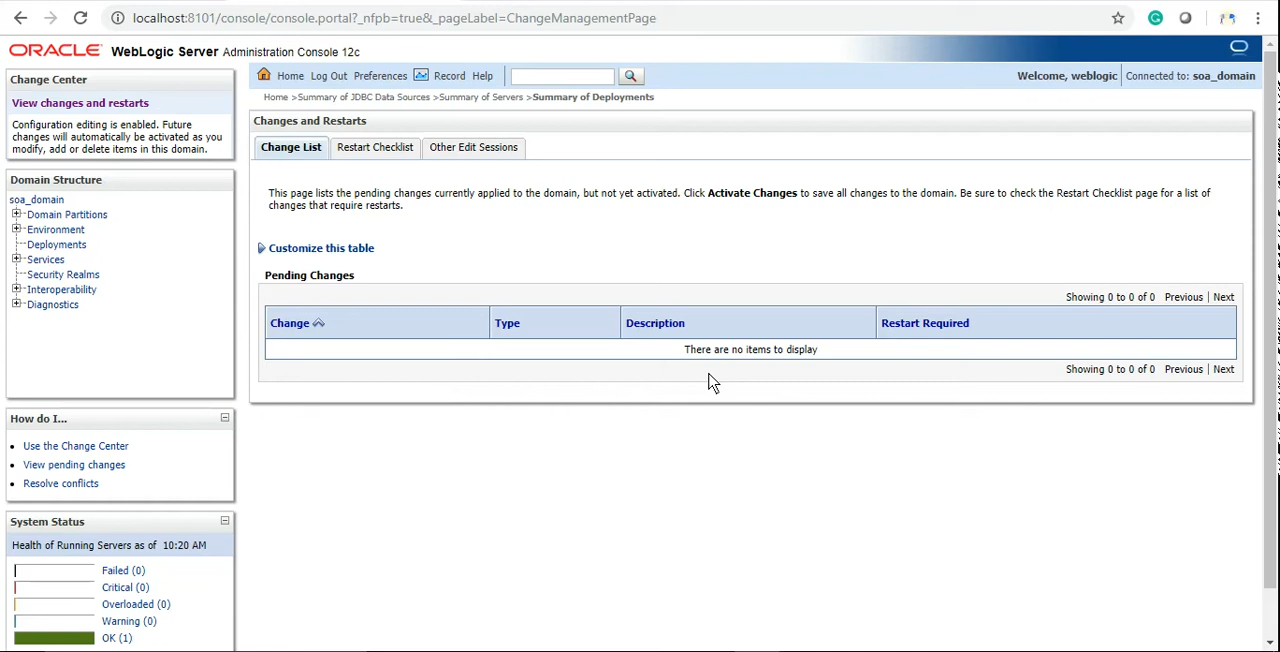 localhost:8101/console/console.portal?_nfpb=true&_pageLabel=ChangeManagementPage
ORACLE WebLogic Server Administration Console 12c
Change Center
View changes and restarts
Configuration editing is enabled. Future
changes will automatically be activated as you
modify, add or delete items in this domain.
Domain Structure
soa_domain
Domain Partitions
Environment
Deployments
Services
Security Realms
Interoperability
Diagnostics
How do I...
Use the Change Center
View pending changes
Resolve conflicts
System Status
Health of Running Servers as of 10:20 AM
Failed (0)
Critical (0)
Overloaded (0)
Warning (0)
OK (1)
Home Log Out Preferences Record Help
Welcome, weblogic Connected to: soa_domain
Home >Summary of JDBC Data Sources >Summary of Servers >Summary of Deployments
Changes and Restarts
Change List Restart Checklist Other Edit Sessions
This page lists the pending changes currently applied to the domain, but not yet activated. Click Activate Changes to save all changes to the domain. Be sure to check the Restart Checklist page for a list of
changes that require restarts.
Customize this table
Pending Changes
Showing 0 to 0 of 0 Previous | Next
Change Type Description Restart Required
There are no items to display
Showing 0 to 0 of 0 Previous | Next